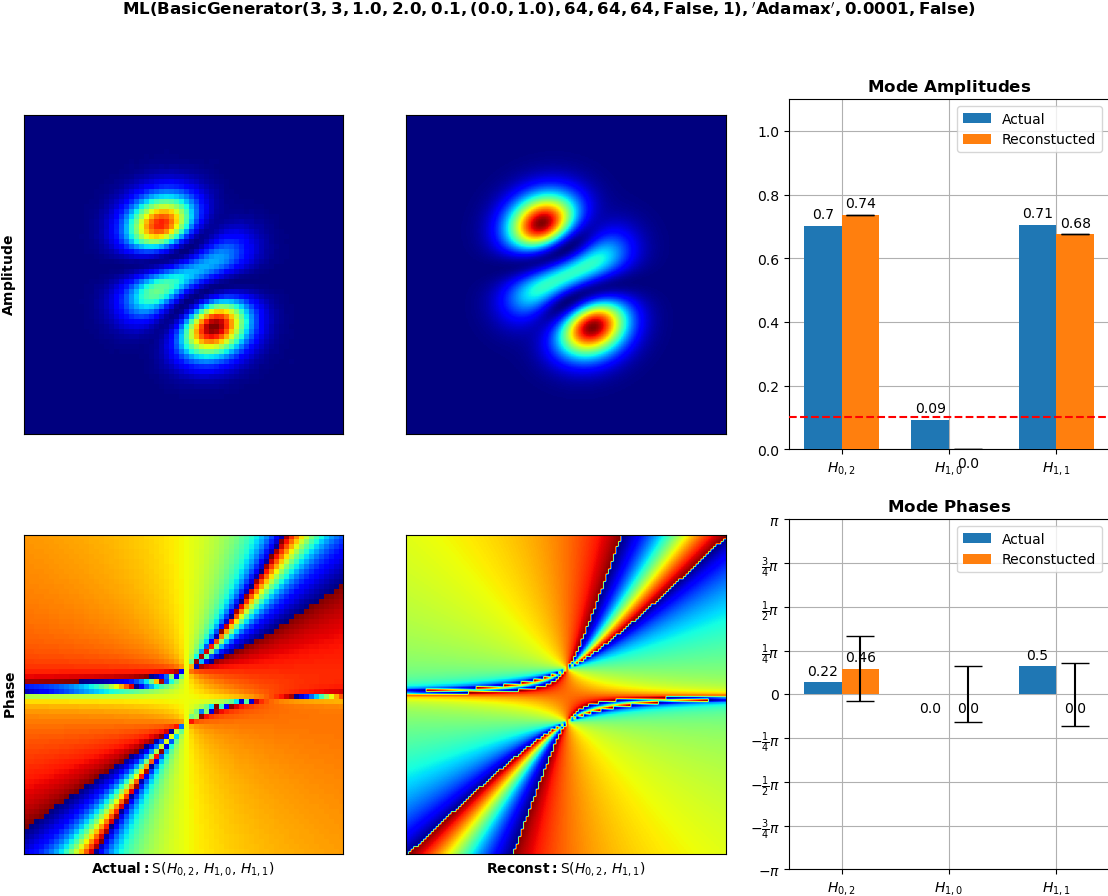 ML(BasicGenerator(3, 3, 1.0, 2.0, 0.1, (0.0, 1.0), 64, 64, 64, False, 1), 'Adamax', 0.0001, False)
Mode Amplitudes
Actual
Reconstucted
1.0
0.8
0.6
0.4
0.2
0.0
0.7
0.74
0.09
0.0
0.71
0.68
H0,2
H1,0
H1,1
Amplitude
Mode Phases
Actual
Reconstucted
π
3/4π
1/2π
1/4π
0
−1/4π
−1/2π
−3/4π
−π
0.22
0.46
0.0
0.0
0.5
0.0
H0,2
H1,0
H1,1
Phase
Actual: S(H0,2, H1,0, H1,1)
Reconst: S(H0,2, H1,1)